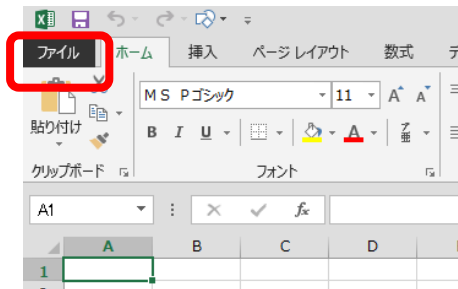 ファイル ホーム 挿入 ページ レイアウト 数式
ＭＳ Ｐゴシック 11 A A
貼り付け B I U A 亜
クリップボード フォント
A1 fx
A B C D
1